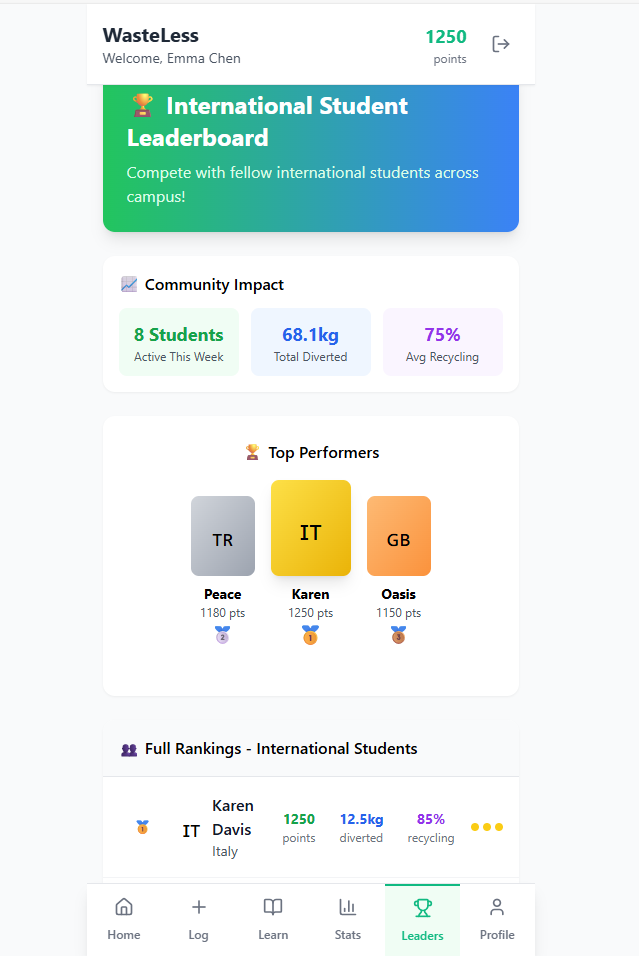 WasteLess
Welcome, Emma Chen
1250
points
International Student
Leaderboard
Compete with fellow international students across
campus!
Community Impact
8 Students
Active This Week
68.1kg
Total Diverted
75%
Avg Recycling
Top Performers
TR
Peace
1180 pts
2
IT
Karen
1250 pts
1
GB
Oasis
1150 pts
3
Full Rankings - International Students
1
IT
Karen
Davis
Italy
1250
points
12.5kg
diverted
85%
recycling
Home
Log
Learn
Stats
Leaders
Profile